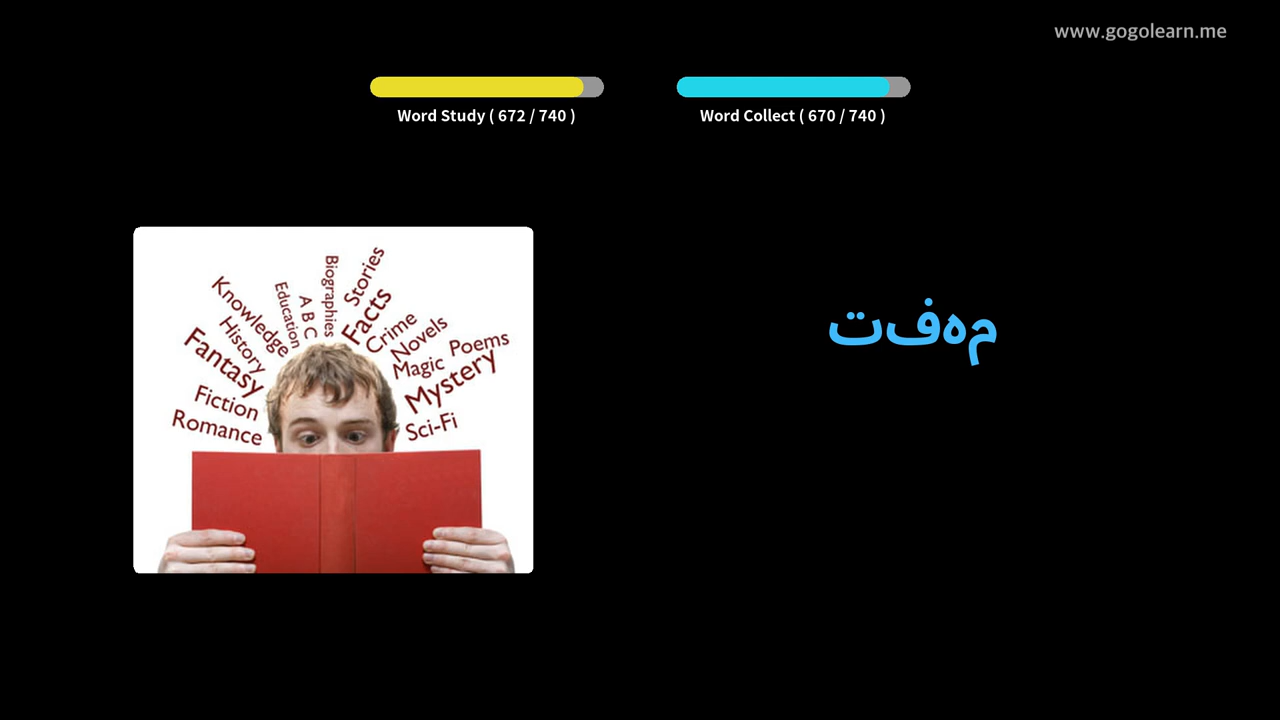 www.gogolearn.me
Word Study ( 672 / 740 )
Word Collect ( 670 / 740 )
Knowledge
Education
A B C
Biographies
Stories
Facts
History
Crime
Novels
Fantasy
Magic
Poems
Mystery
Fiction
Romance
Sci-Fi
مهفت